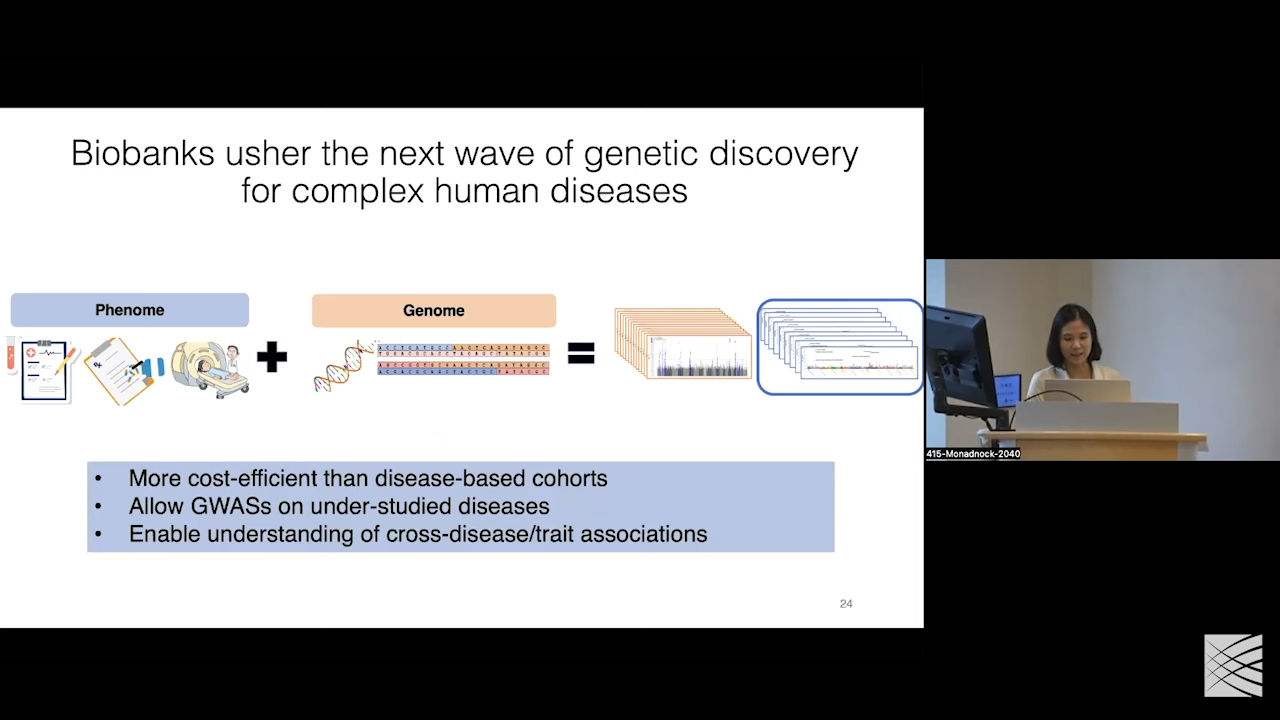 Biobanks usher the next wave of genetic discovery
for complex human diseases
Phenome
Genome
• More cost-efficient than disease-based cohorts
• Allow GWASs on under-studied diseases
• Enable understanding of cross-disease/trait associations
24
415-Monadnock-2040